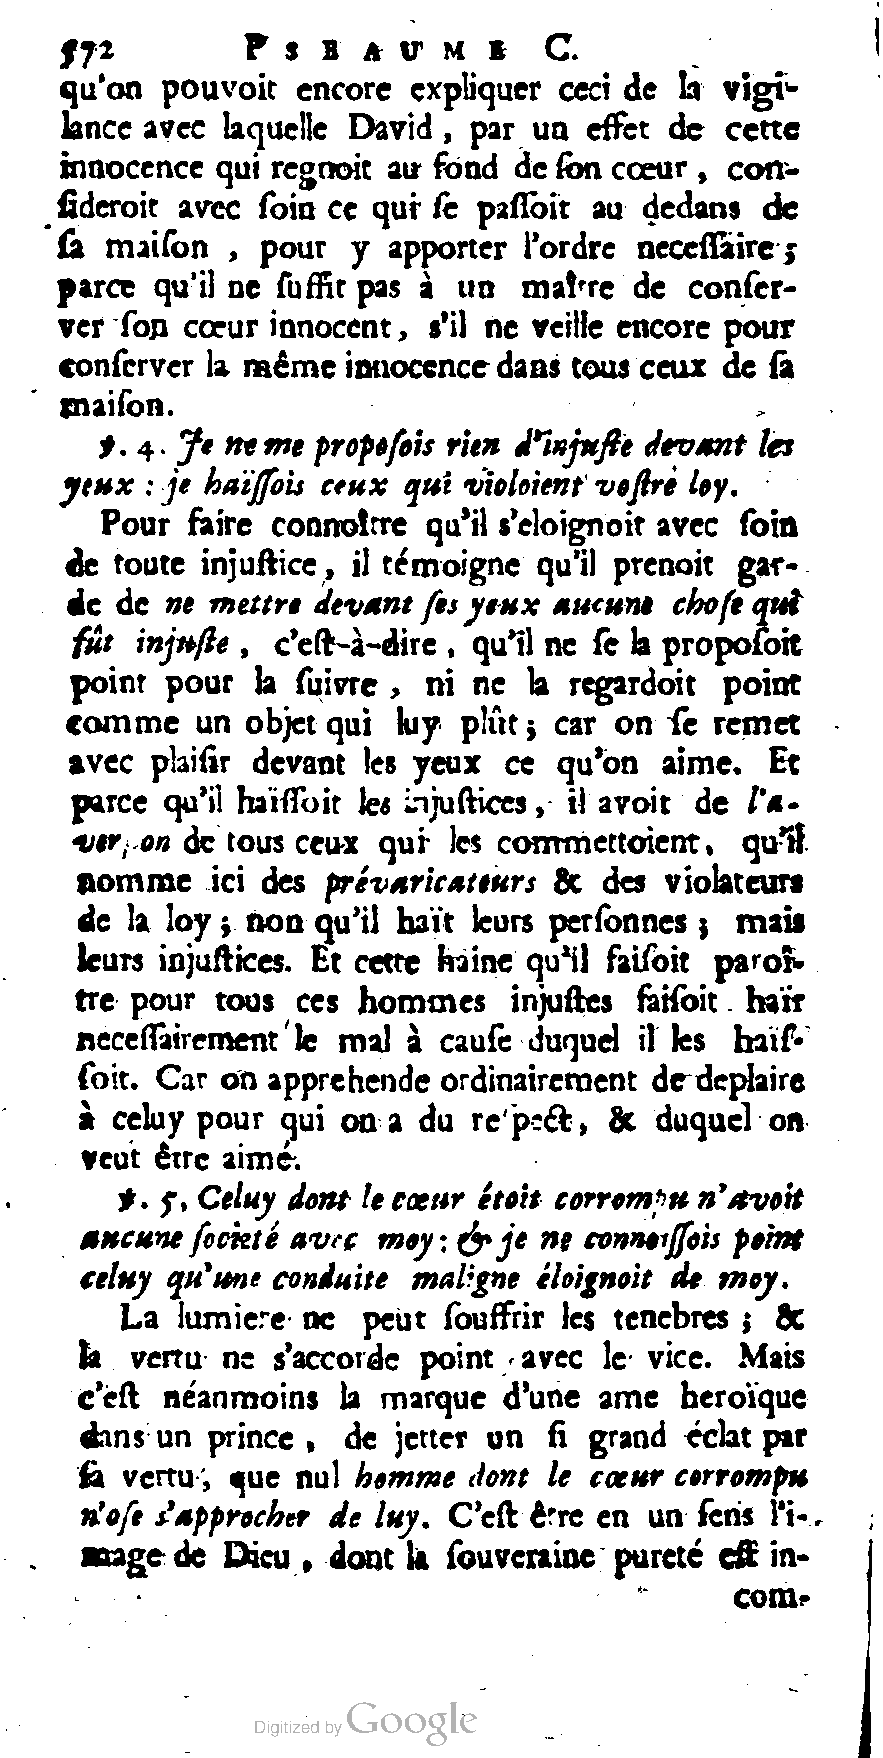 572 PSEAUME C.
qu'on pouvoit encore expliquer ceci de la vigi-
lance avec laquelle David, par un effet de cette
innocence qui regnoit au fond de ſon cœur, con-
ſideroit avec ſoin ce qui ſe paſſoit au dedans de
ſa maiſon, pour y apporter l'ordre neceſſaire;
parce qu'il ne ſuffit pas à un maître de conſer-
ver ſon cœur innocent, s'il ne veille encore pour
conſerver la même innocence dans tous ceux de ſa
maiſon.
℣. 4. Je ne me propoſois rien d'injuſte devant les
yeux : je haïſſois ceux qui violoient voſtre loy.
Pour faire connoître qu'il s'eloignoit avec ſoin
de toute injuſtice, il témoigne qu'il prenoit gar-
de de ne mettre devant ſes yeux aucune choſe qui
fût injuſte, c'eſt-à-dire, qu'il ne ſe la propoſoit
point pour la ſuivre, ni ne la regardoit point
comme un objet qui luy plût; car on ſe remet
avec plaiſir devant les yeux ce qu'on aime. Et
parce qu'il haïſſoit les injuſtices, il avoit de l'a-
verſion de tous ceux qui les commettoient, qu'il
nomme ici des prévaricateurs & des violateurs
de la loy; non qu'il haït leurs perſonnes; mais
leurs injuſtices. Et cette haine qu'il faiſoit paroî-
tre pour tous ces hommes injuſtes faiſoit haïr
neceſſairement le mal à cauſe duquel il les haïſ-
ſoit. Car on apprehende ordinairement de deplaire
à celuy pour qui on a du reſpect, & duquel on
veut être aimé.
℣. 5. Celuy dont le cœur étoit corrompu n'avoit
aucune ſocieté avec moy: & je ne connoiſſois point
celuy qu'une conduite maligne éloignoit de moy.
La lumiere ne peut ſouffrir les tenebres; &
la vertu ne s'accorde point avec le vice. Mais
c'eſt néanmoins la marque d'une ame heroïque
dans un prince, de jetter un ſi grand éclat par
ſa vertu, que nul homme dont le cœur corrompu
n'oſe s'approcher de luy. C'eſt être en un ſens l'i-
mage de Dieu, dont la ſouveraine pureté eſt in-
com-
Digitized by Google